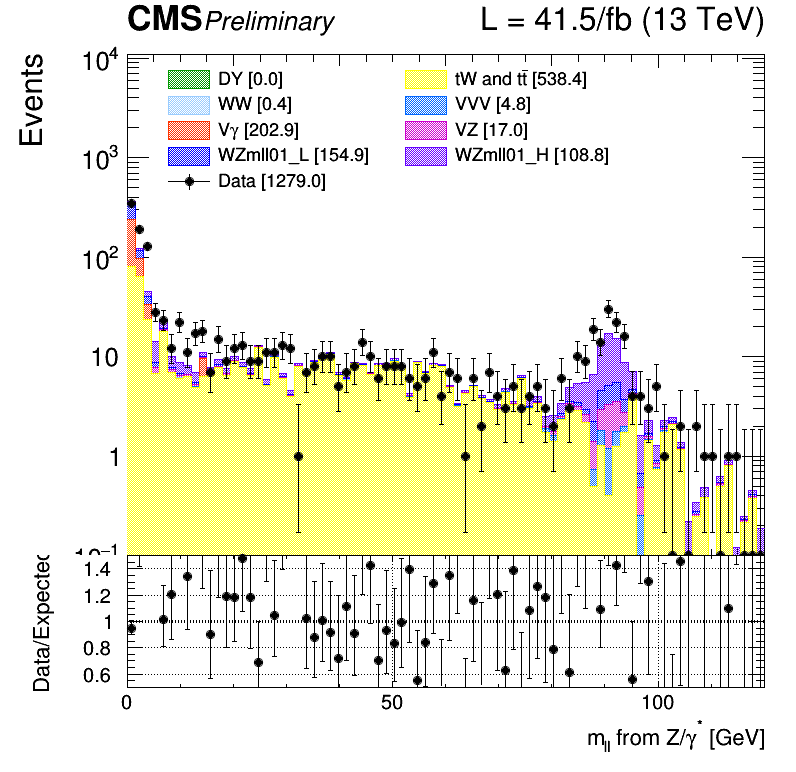 CMS Preliminary L = 41.5/fb (13 TeV)
Events
10⁴
10³
10²
10
1
10⁻¹
DY [0.0]
tW and tt̄ [538.4]
WW [0.4]
VVV [4.8]
Vγ [202.9]
VZ [17.0]
WZmll01_L [154.9]
WZmll01_H [108.8]
Data [1279.0]
Data/Expected
1.4
1.2
1
0.8
0.6
0 50 100
m_ll from Z/γ* [GeV]